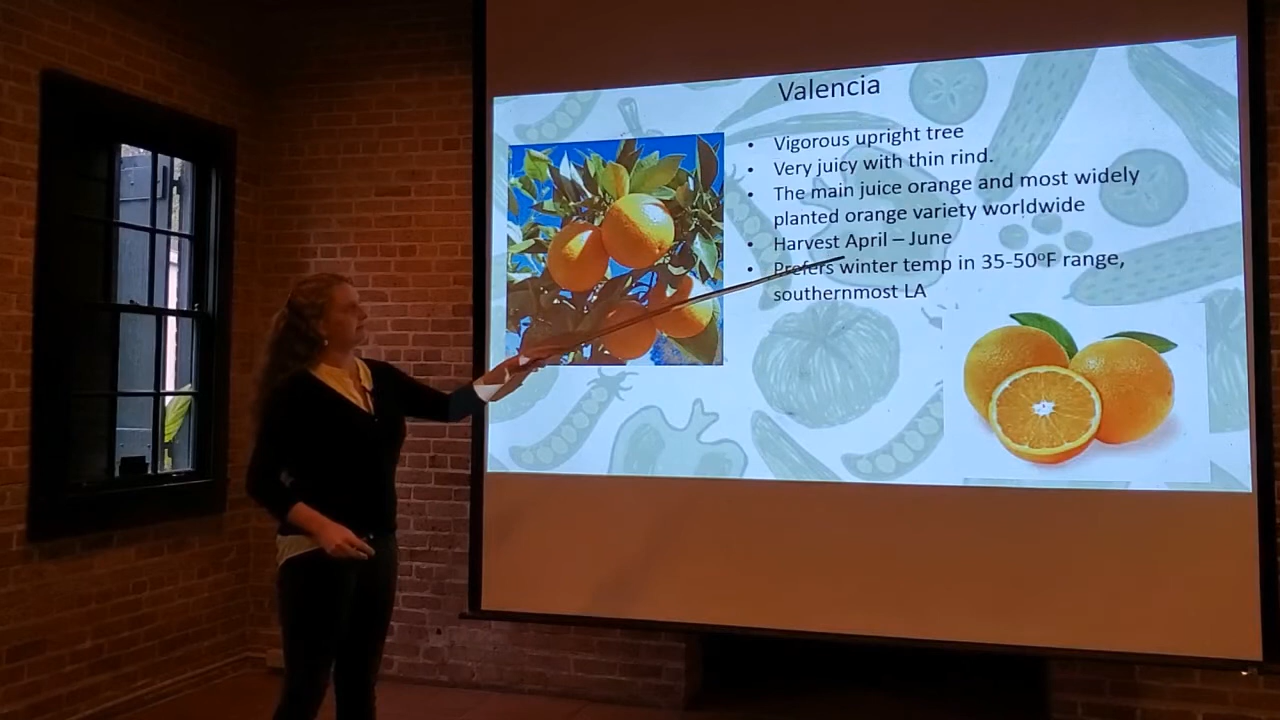 Valencia
• Vigorous upright tree
• Very juicy with thin rind.
• The main juice orange and most widely
planted orange variety worldwide
• Harvest April – June
• Prefers winter temp in 35-50ºF range,
southernmost LA